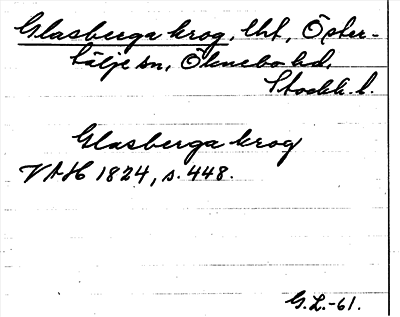 Glasberga krog, lht, Öster-
tälje sn, Öknebo hd,
Stockh. l.
Glasberga krog
VAH 1824, s. 448.
G.L.-61.